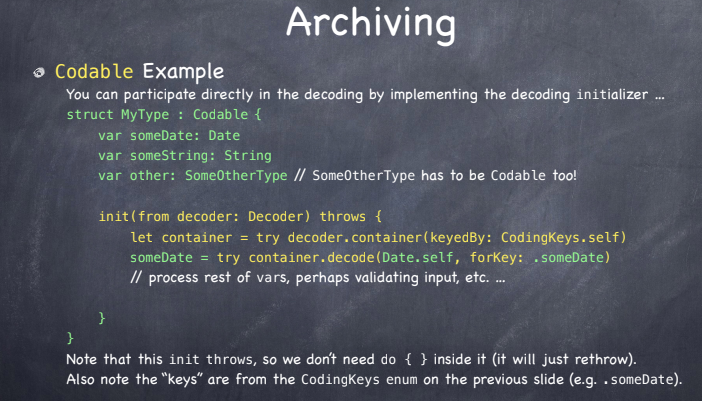 Archiving
Codable Example
You can participate directly in the decoding by implementing the decoding initializer ...
struct MyType : Codable {
var someDate: Date
var someString: String
var other: SomeOtherType // SomeOtherType has to be Codable too!
init(from decoder: Decoder) throws {
let container = try decoder.container(keyedBy: CodingKeys.self)
someDate = try container.decode(Date.self, forKey: .someDate)
// process rest of vars, perhaps validating input, etc. ...
}
}
Note that this init throws, so we don't need do { } inside it (it will just rethrow).
Also note the “keys” are from the CodingKeys enum on the previous slide (e.g. .someDate).